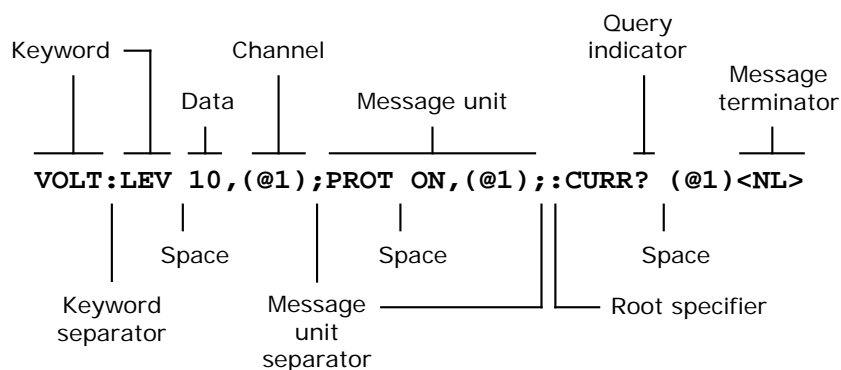 Query
indicator
Keyword
Channel
Message
terminator
Data
Message unit
VOLT:LEV 10,(@1);PROT ON,(@1);:CURR? (@1)<NL>
Space
Space
Space
Keyword
separator
Message
unit
separator
Root specifier